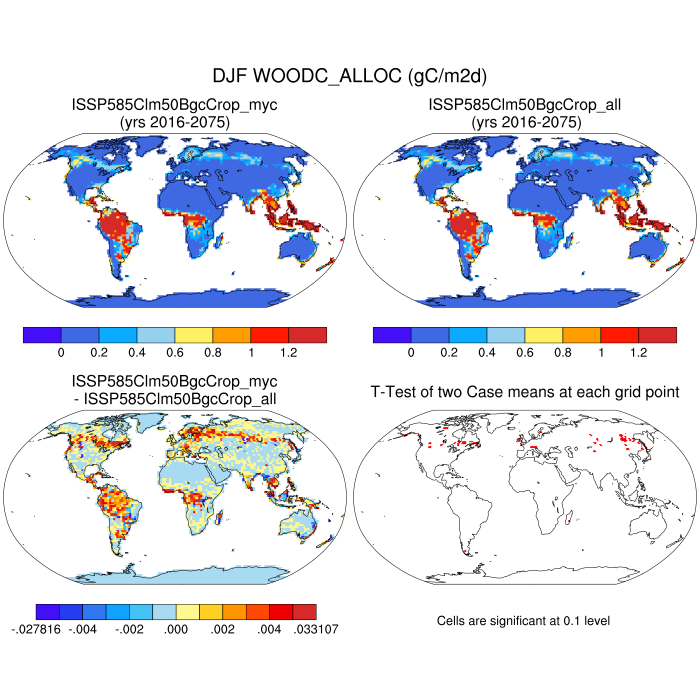 DJF WOODC_ALLOC (gC/m2d)
ISSP585Clm50BgcCrop_myc
(yrs 2016-2075)
ISSP585Clm50BgcCrop_all
(yrs 2016-2075)
0 0.2 0.4 0.6 0.8 1 1.2
0 0.2 0.4 0.6 0.8 1 1.2
ISSP585Clm50BgcCrop_myc
- ISSP585Clm50BgcCrop_all
T-Test of two Case means at each grid point
-.027816 -.004 -.002 .000 .002 .004 .033107
Cells are significant at 0.1 level